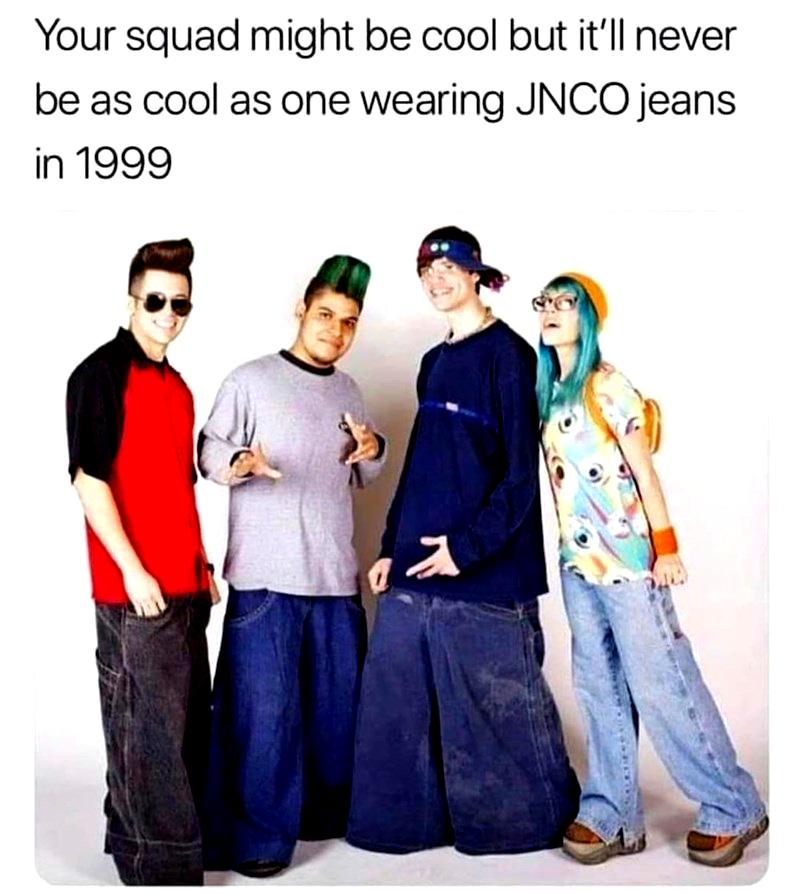 Your squad might be cool but it'll never
be as cool as one wearing JNCO jeans
in 1999